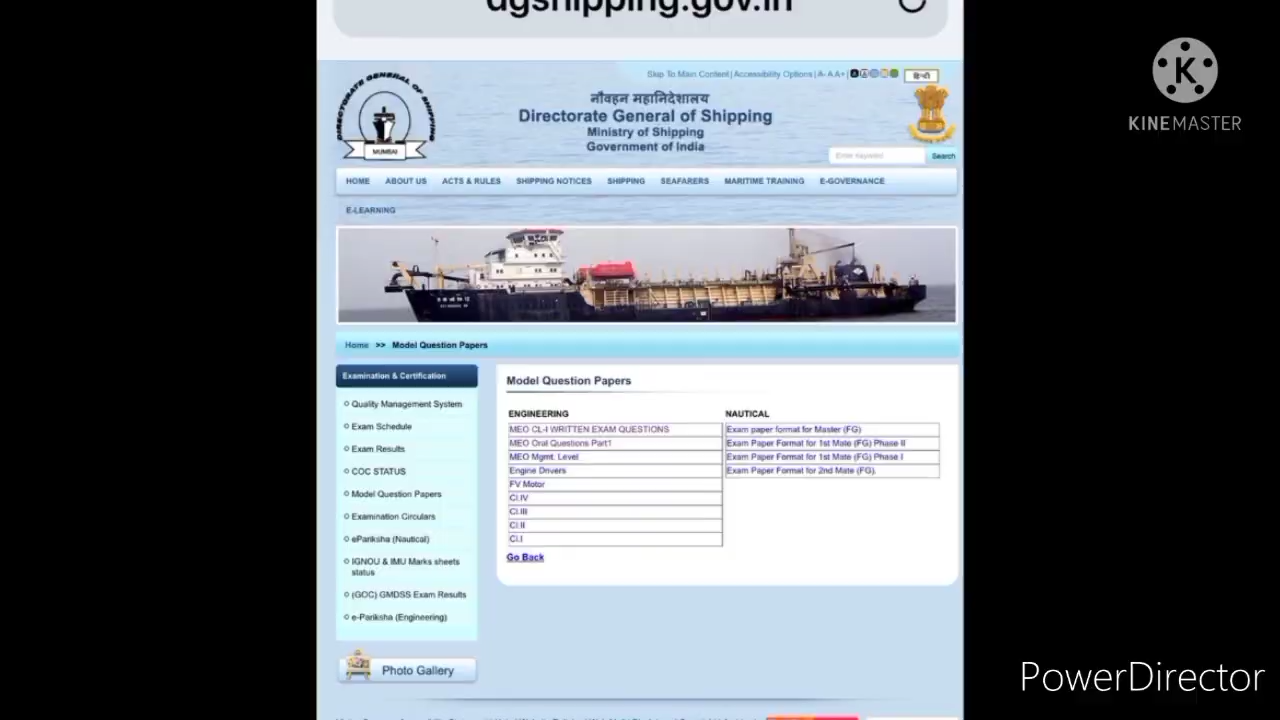 dgshipping.gov.in
Skip To Main Content | Accessibility Options | A- A A+ |
हिन्दी
DIRECTORATE GENERAL OF SHIPPING
MUMBAI
नौवहन महानिदेशालय
Directorate General of Shipping
Ministry of Shipping
Government of India
Enter keyword
Search
HOME ABOUT US ACTS & RULES SHIPPING NOTICES SHIPPING SEAFARERS MARITIME TRAINING E-GOVERNANCE
E-LEARNING
Home >> Model Question Papers
Examination & Certification
Quality Management System
Exam Schedule
Exam Results
COC STATUS
Model Question Papers
Examination Circulars
ePariksha (Nautical)
IGNOU & IMU Marks sheets
status
(GOC) GMDSS Exam Results
e-Pariksha (Engineering)
Photo Gallery
Model Question Papers
ENGINEERING
MEO CL-I WRITTEN EXAM QUESTIONS
MEO Oral Questions Part1
MEO Mgmt. Level
Engine Drivers
FV Motor
Cl.IV
Cl.III
Cl.II
Cl.I
Go Back
NAUTICAL
Exam paper format for Master (FG)
Exam Paper Format for 1st Mate (FG) Phase II
Exam Paper Format for 1st Mate (FG) Phase I
Exam Paper Format for 2nd Mate (FG).
K
KINEMASTER
PowerDirector